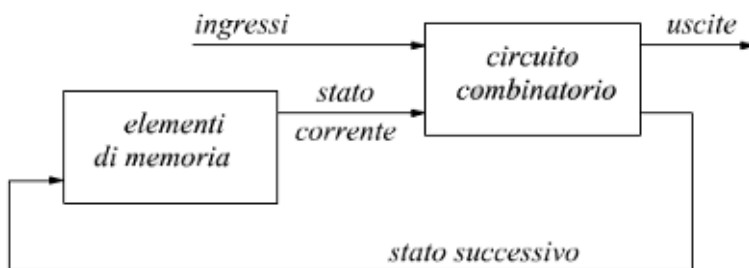 ingressi
uscite
circuito
combinatorio
stato
corrente
elementi
di memoria
stato successivo